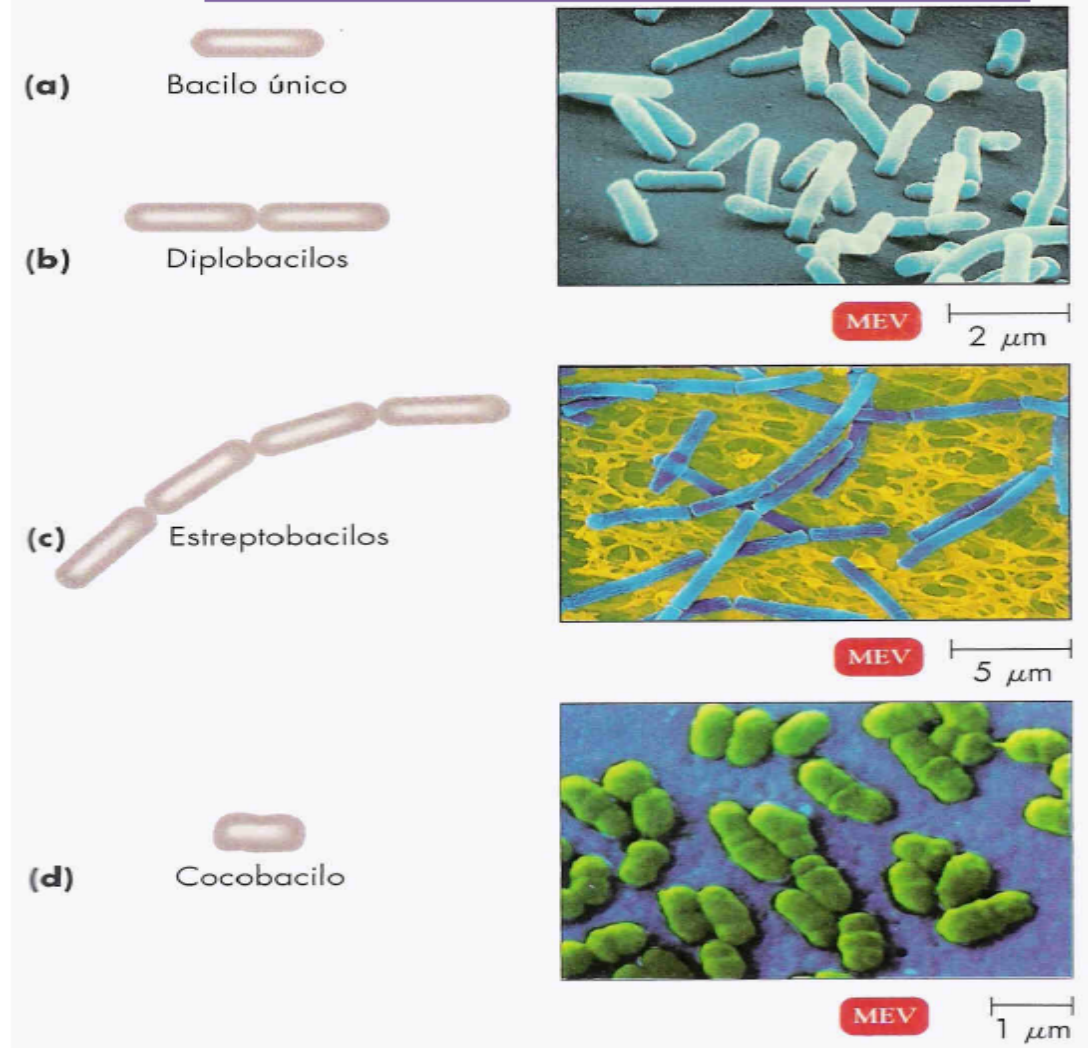 (a)
Bacilo único
(b)
Diplobacilos
MEV
2 μm
(c)
Estreptobacilos
MEV
5 μm
(d)
Cocobacilo
MEV
1 μm